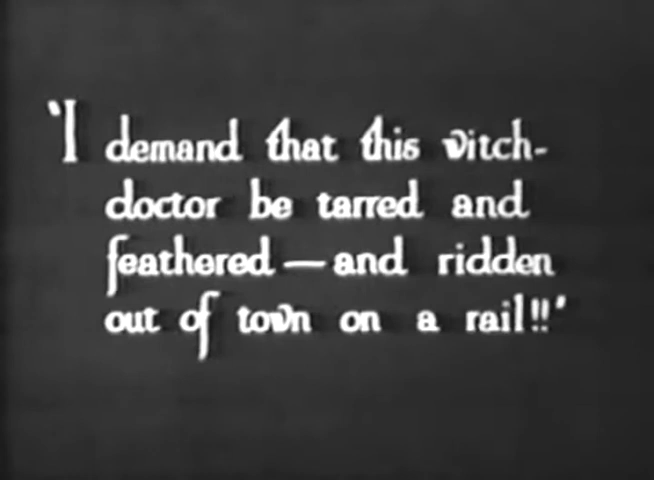 'I demand that this witch-
doctor be tarred and
feathered — and ridden
out of town on a rail!!'